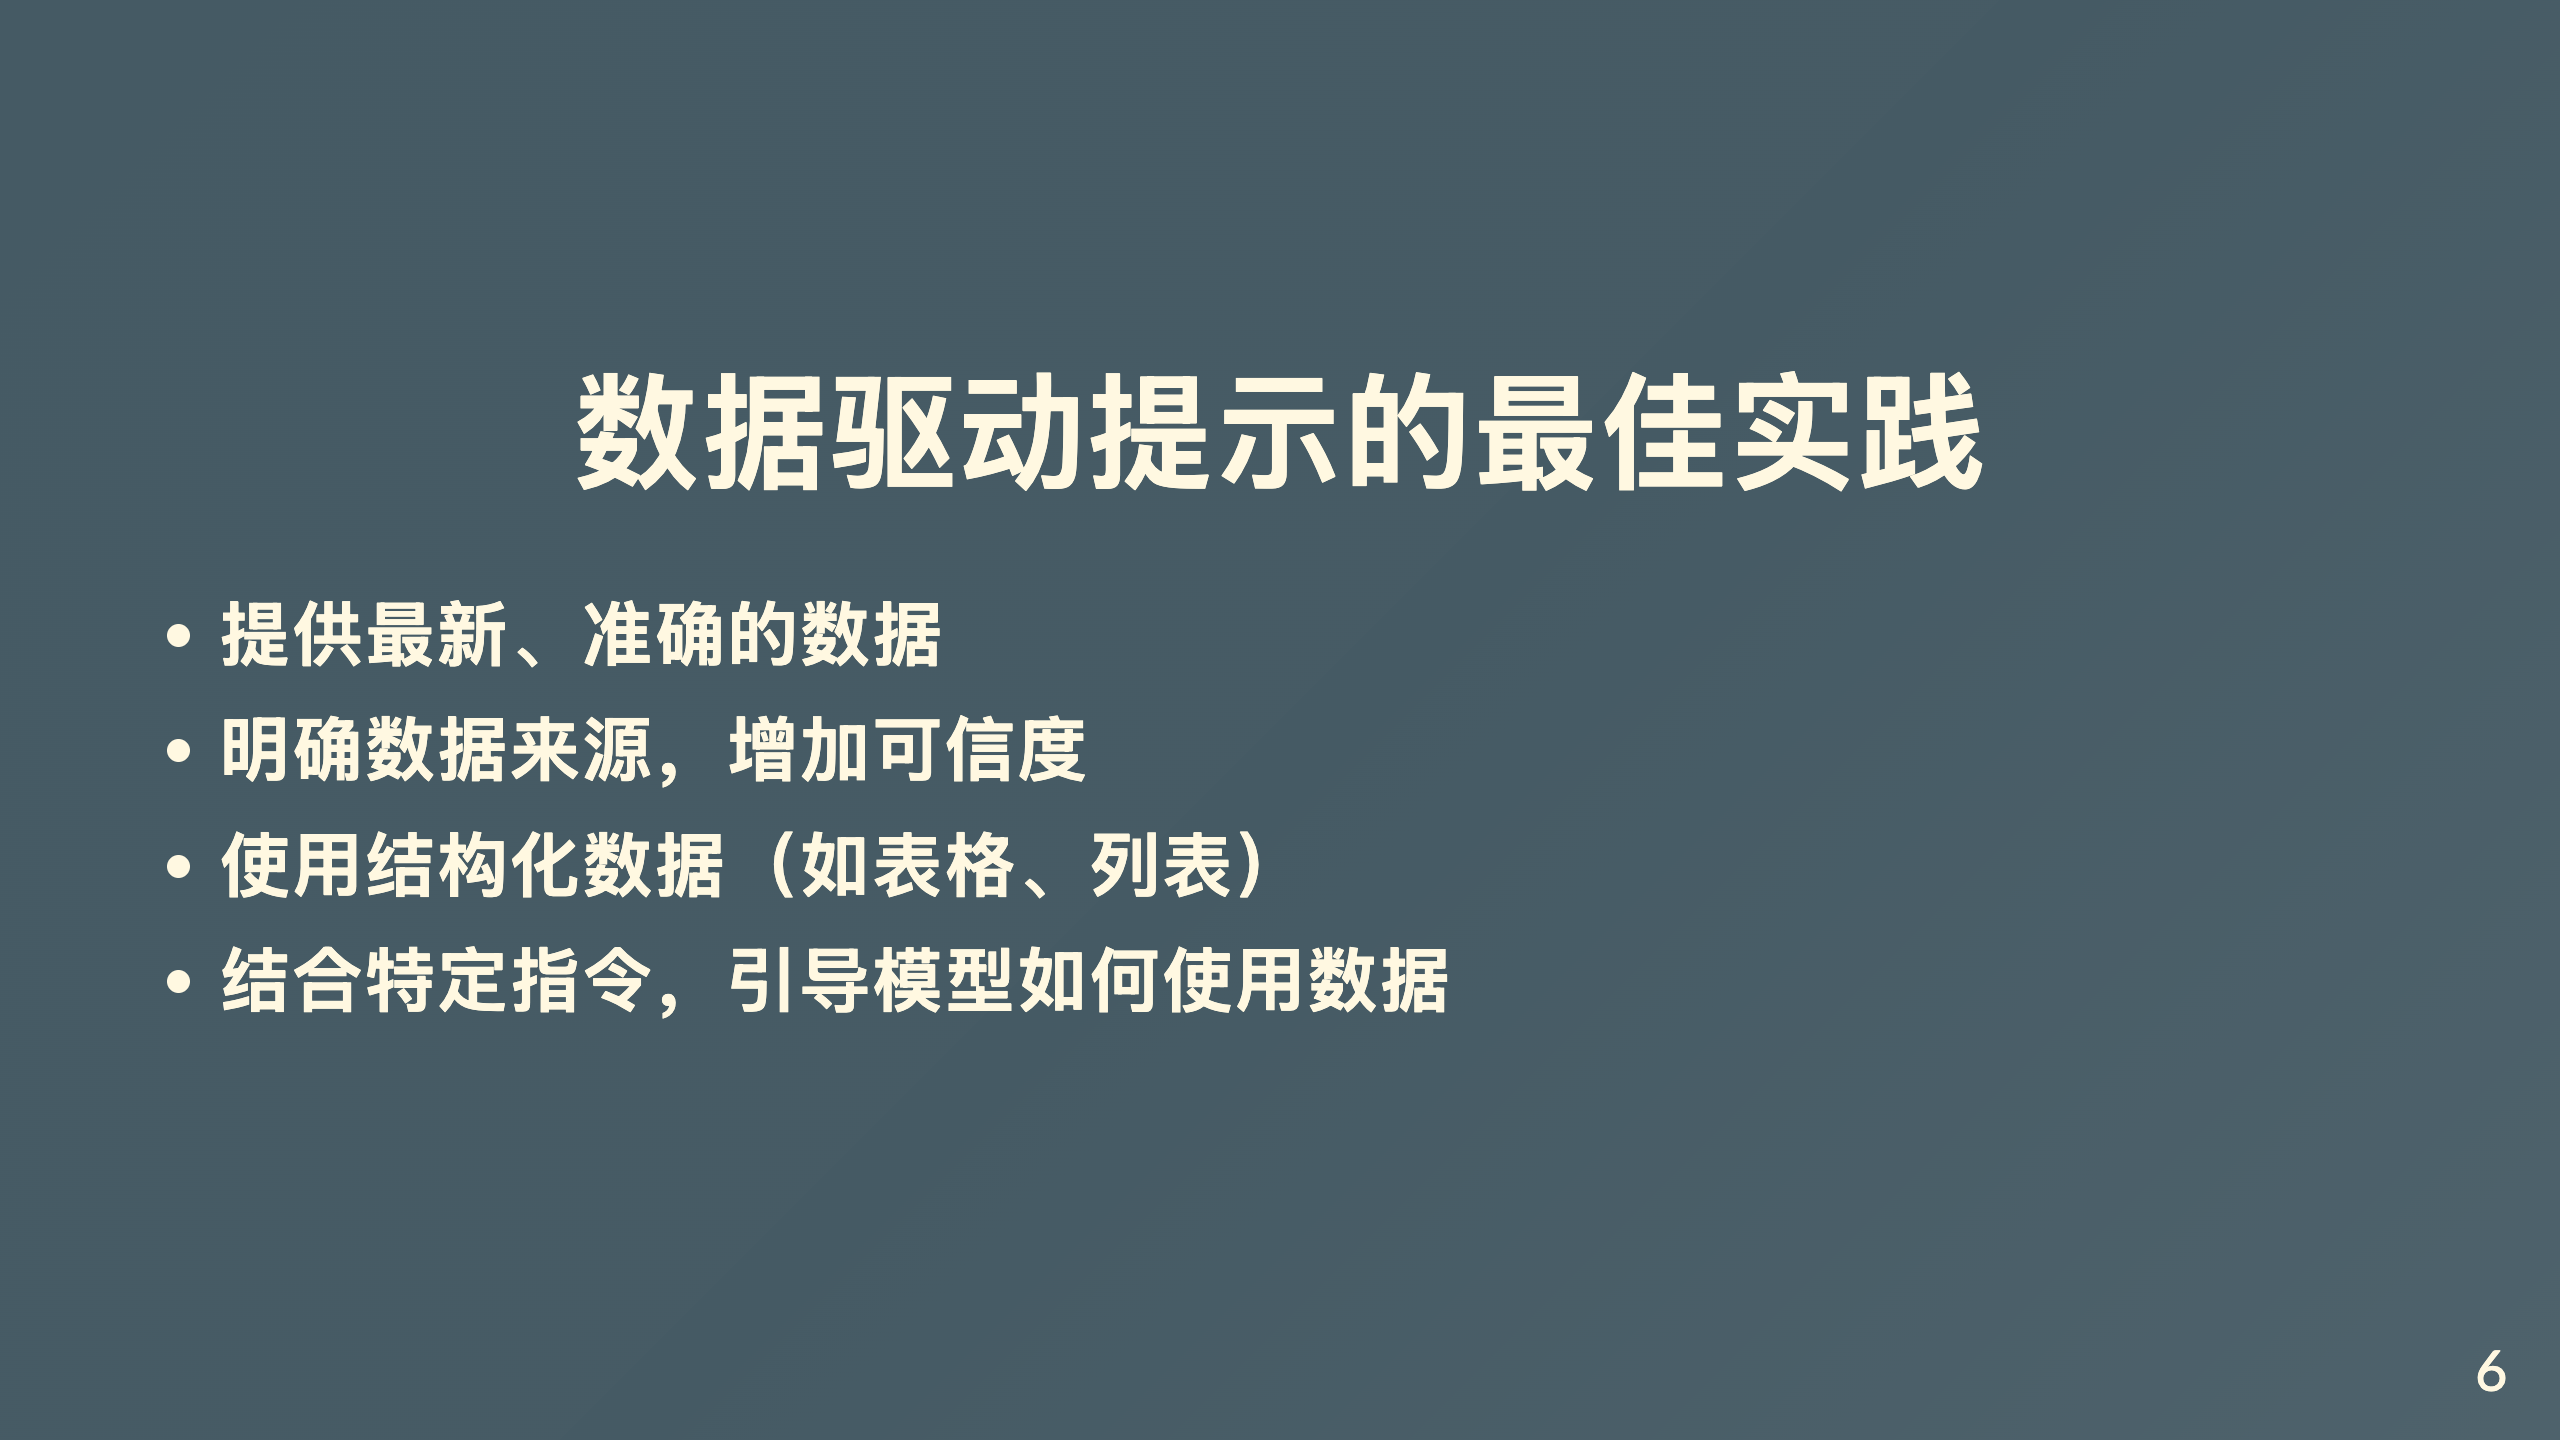 数据驱动提示的最佳实践
• 提供最新、准确的数据
• 明确数据来源，增加可信度
• 使用结构化数据（如表格、列表）
• 结合特定指令，引导模型如何使用数据
6